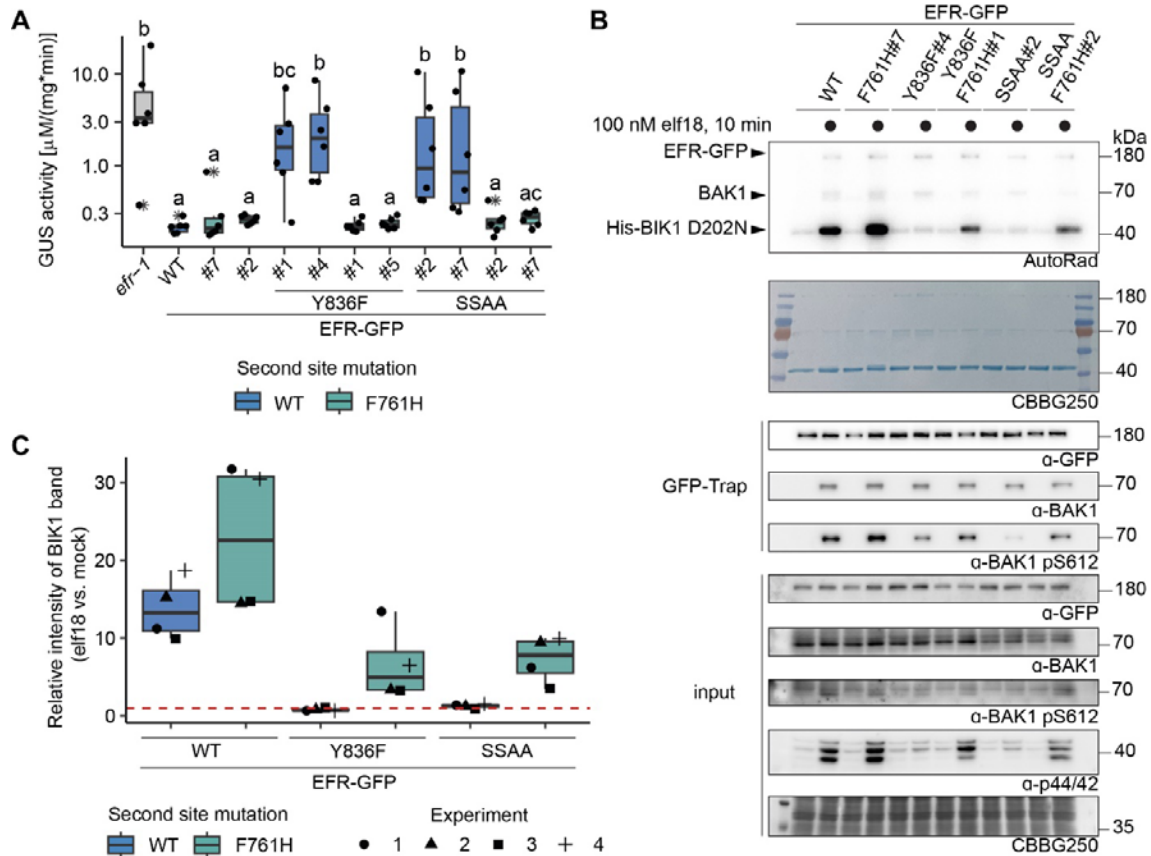 A
GUS activity [µM/(mg*min)]
10.0
3.0
1.0
0.3
b
a
a
a
bc
b
a
a
b
b
a
ac
efr-1
WT
#7
#2
#1
#4
#1
#5
#2
#7
#2
#7
Y836F
SSAA
EFR-GFP
Second site mutation
WT
F761H
B
EFR-GFP
WT
F761H#7
Y836F#4
Y836F
F761H#1
SSAA#2
SSAA
F761H#2
100 nM elf18, 10 min
kDa
EFR-GFP
180
BAK1
70
His-BIK1 D202N
40
AutoRad
180
70
40
CBBG250
GFP-Trap
180
α-GFP
70
α-BAK1
70
α-BAK1 pS612
input
180
α-GFP
70
α-BAK1
70
α-BAK1 pS612
40
α-p44/42
35
CBBG250
C
Relative intensity of BIK1 band
(elf18 vs. mock)
30
20
10
0
WT
Y836F
SSAA
EFR-GFP
Second site mutation
WT
F761H
Experiment
1
2
3
4